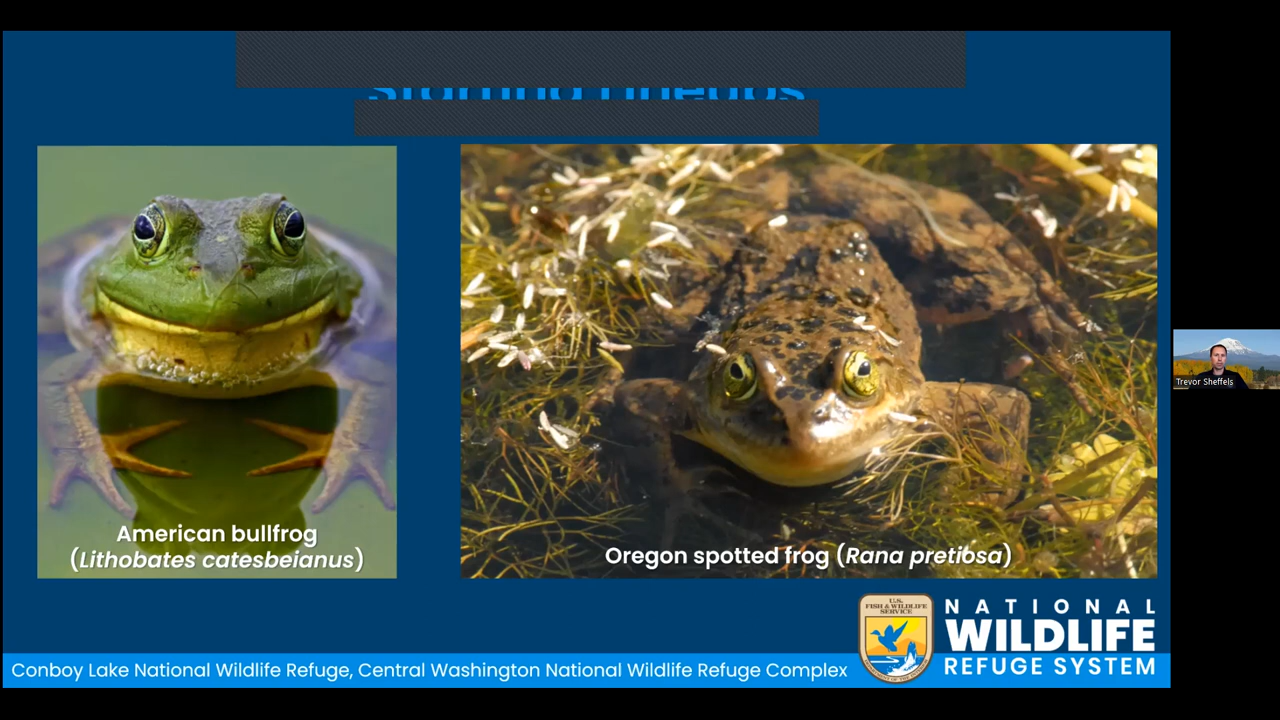 American bullfrog
(Lithobates catesbeianus)
Oregon spotted frog (Rana pretiosa)
Trevor Sheffels
U.S.
FISH & WILDLIFE
SERVICE
NATIONAL
WILDLIFE
REFUGE SYSTEM
Conboy Lake National Wildlife Refuge, Central Washington National Wildlife Refuge Complex